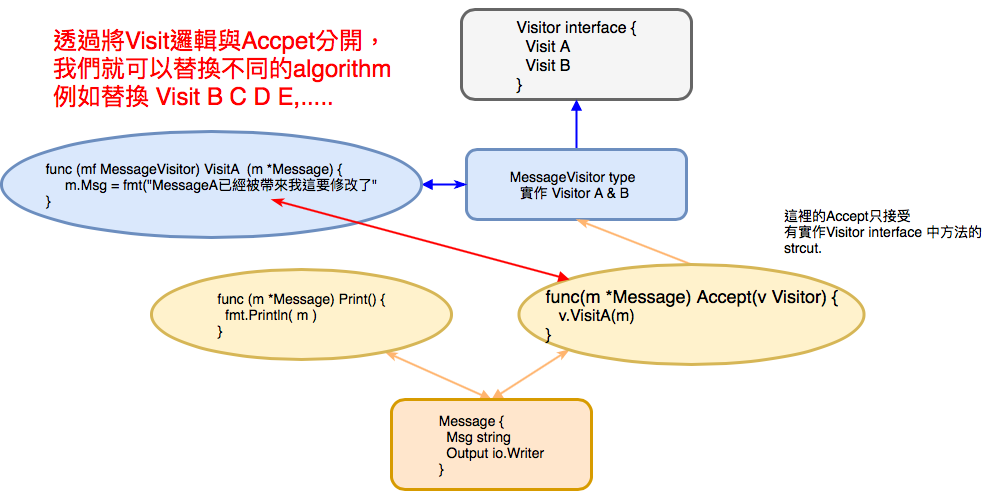 透過將Visit邏輯與Accpet分開，
我們就可以替換不同的algorithm
例如替換 Visit B C D E,.....
Visitor interface {
Visit A
Visit B
}
func (mf MessageVisitor) VisitA (m *Message) {
m.Msg = fmt("MessageA已經被帶來我這要修改了"
}
MessageVisitor type
實作 Visitor A & B
這裡的Accept只接受
有實作Visitor interface 中方法的
strcut.
func (m *Message) Print() {
fmt.Println( m )
}
func(m *Message) Accept(v Visitor) {
v.VisitA(m)
}
Message {
Msg string
Output io.Writer
}